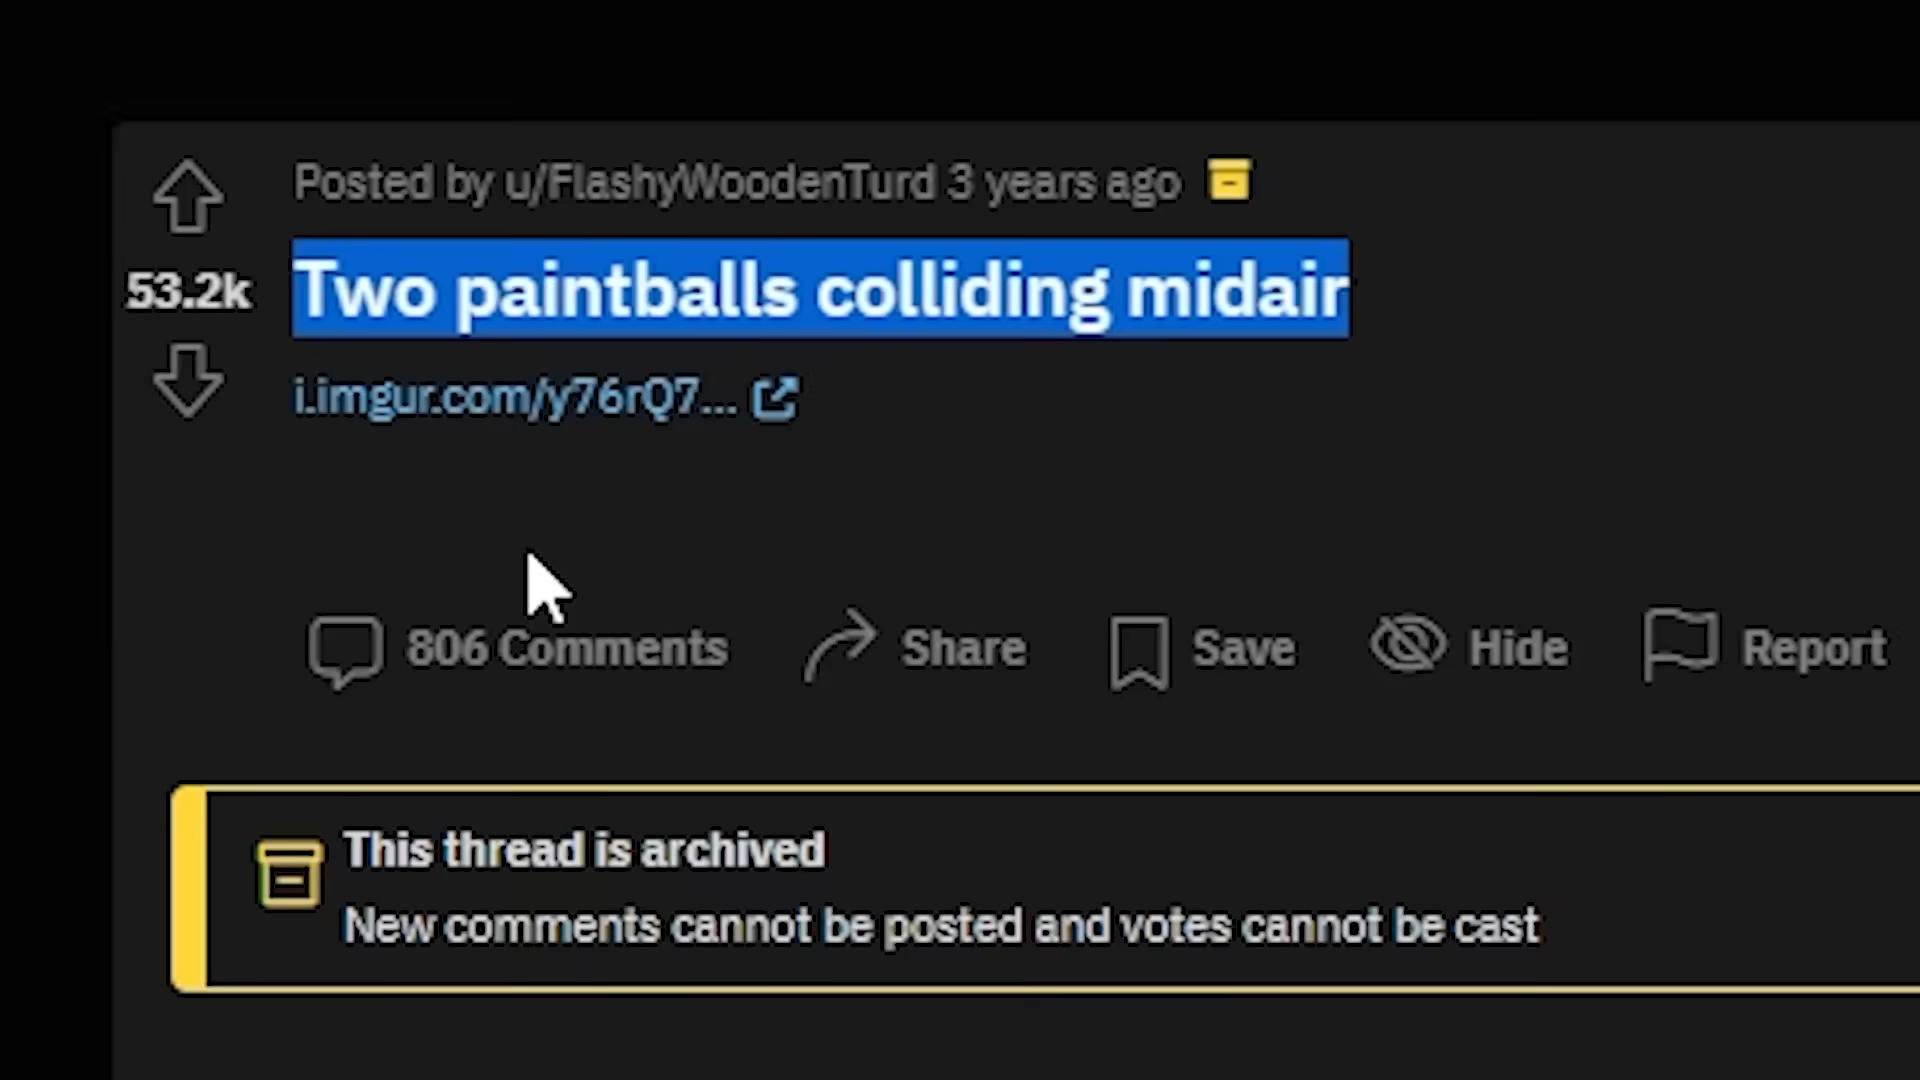 Posted by u/FlashyWoodenTurd 3 years ago
53.2k
Two paintballs colliding midair
i.imgur.com/y76rQ7...
806 Comments Share Save Hide Report
This thread is archived
New comments cannot be posted and votes cannot be cast